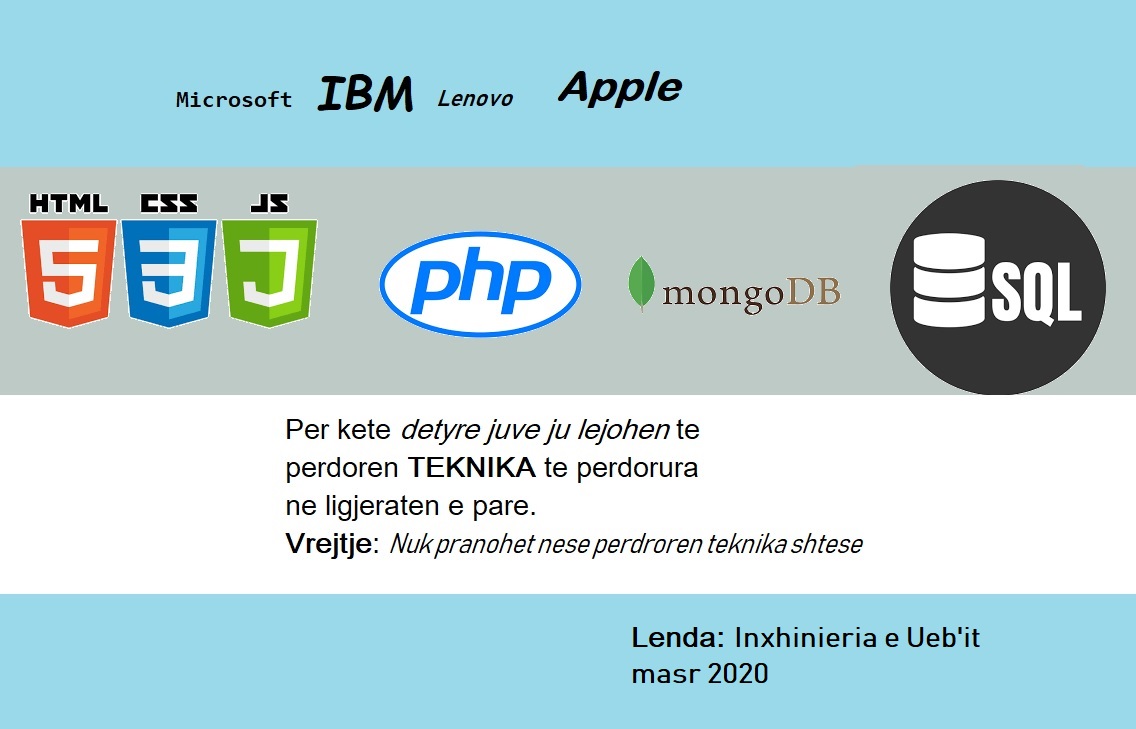 Microsoft IBM Lenovo Apple
HTML CSS JS
5 3 J
php
mongoDB
SQL
Per kete detyre juve ju lejohen te
perdoren TEKNIKA te perdorura
ne ligjeraten e pare.
Vrejtje: Nuk pranohet nese perdroren teknika shtese
Lenda: Inxhinieria e Ueb'it
masr 2020